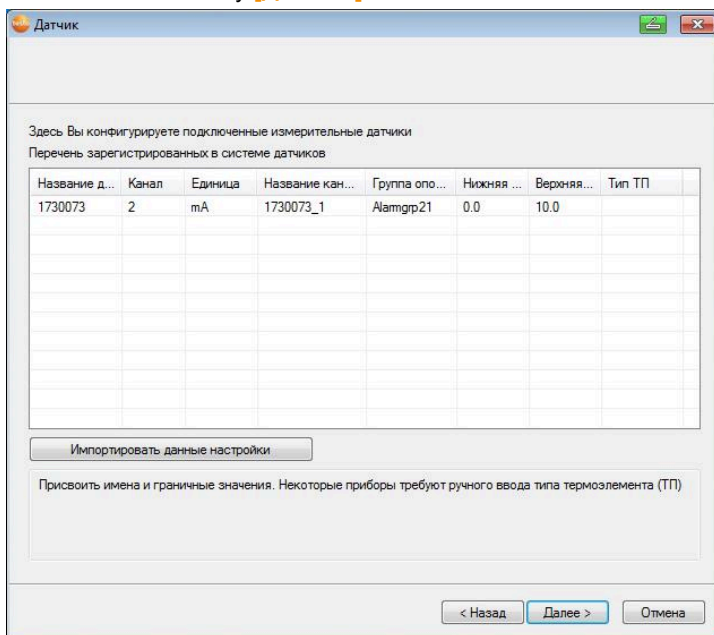 Датчик
Здесь Вы конфигурируете подключенные измерительные датчики
Перечень зарегистрированных в системе датчиков
Название д... Канал Единица Название кан... Группа опо... Нижняя ... Верхняя... Тип ТП
1730073 2 mA 1730073_1 Alarmgrp21 0.0 10.0
Импортировать данные настройки
Присвоить имена и граничные значения. Некоторые приборы требуют ручного ввода типа термоэлемента (ТП)
< Назад Далее > Отмена